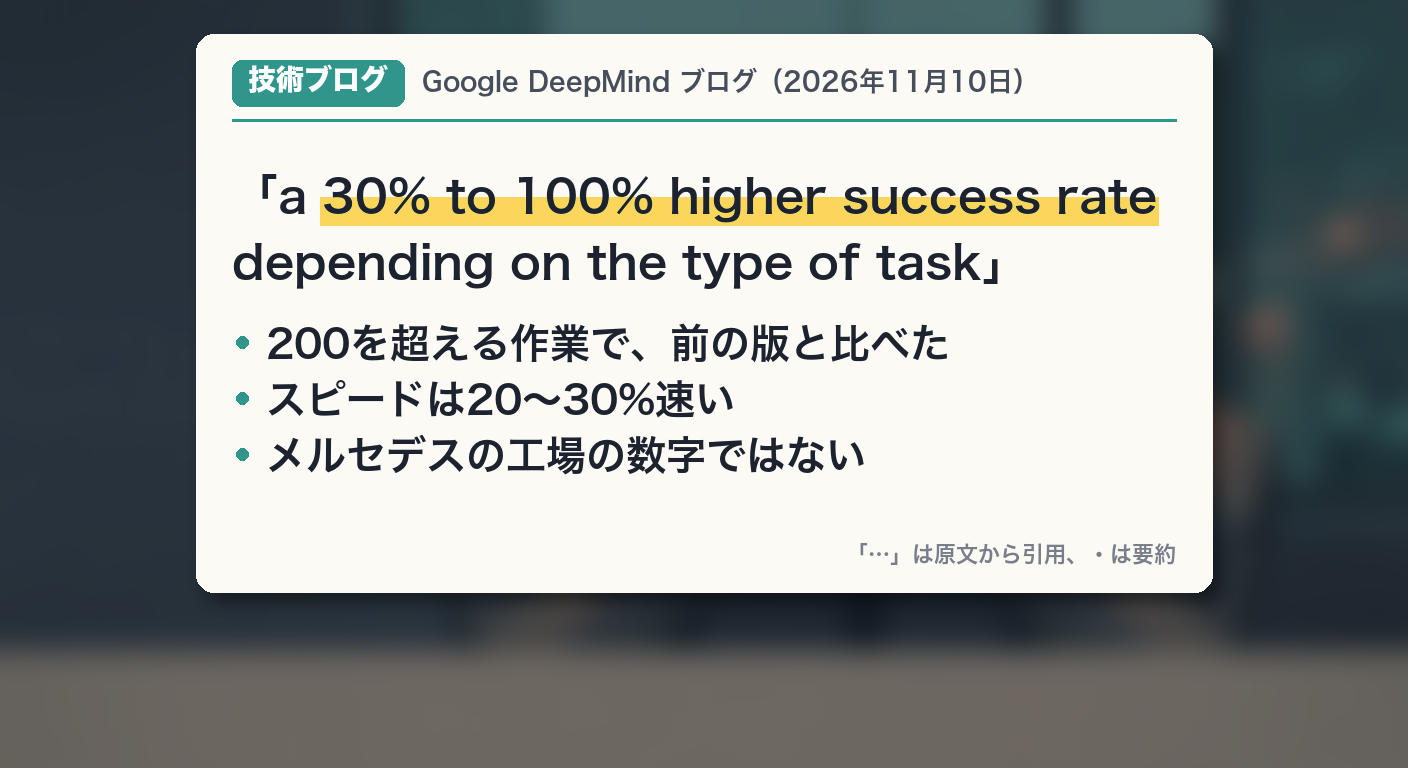 技術ブログ Google DeepMind ブログ（2026年11月10日）
「a 30% to 100% higher success rate
depending on the type of task」
• 200を超える作業で、前の版と比べた
• スピードは20〜30%速い
• メルセデスの工場の数字ではない
「…」は原文から引用、・は要約